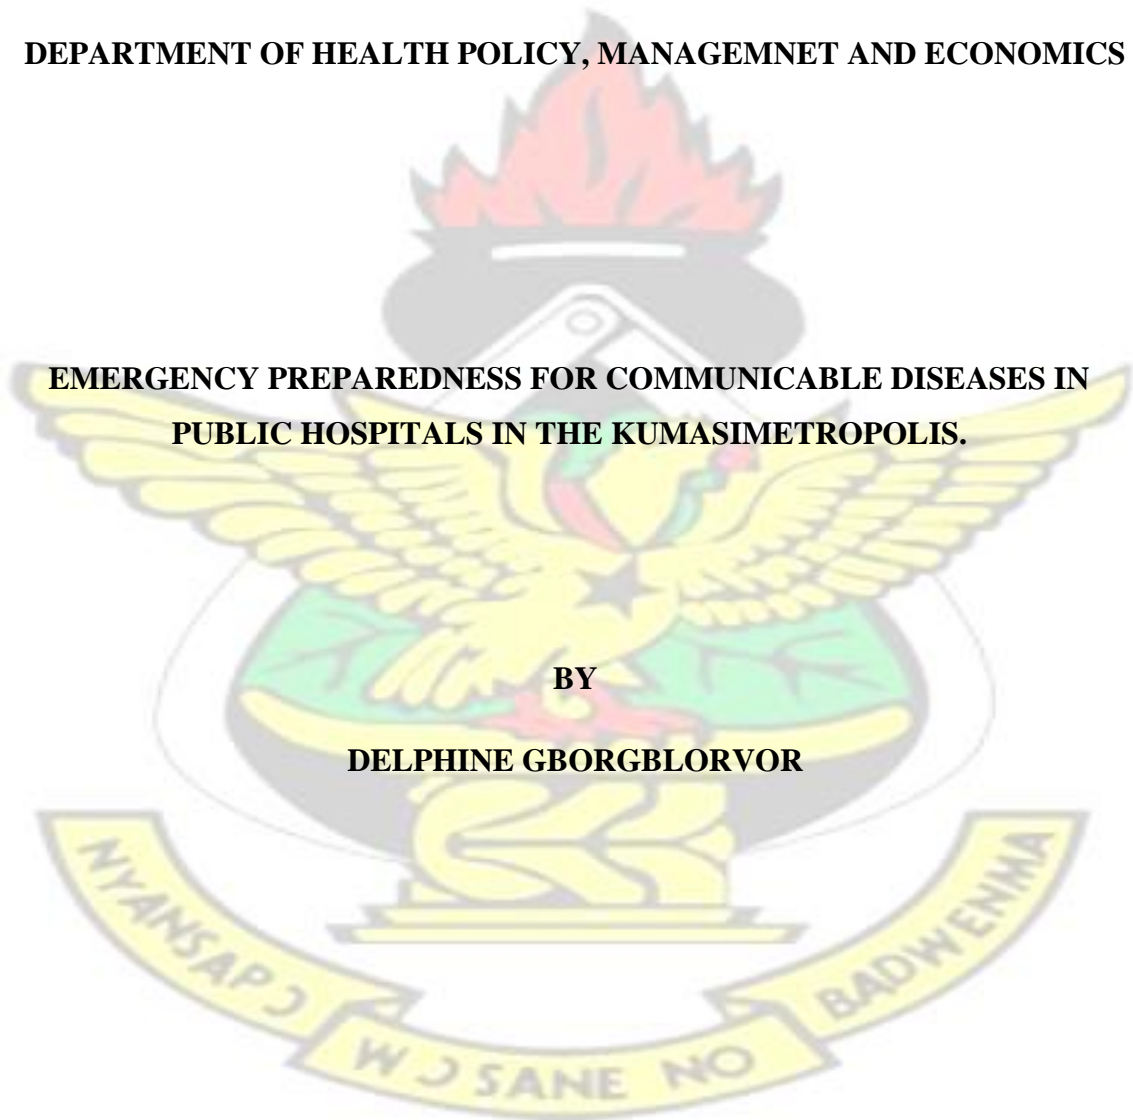 DEPARTMENT OF HEALTH POLICY, MANAGEMNET AND ECONOMICS
EMERGENCY PREPAREDNESS FOR COMMUNICABLE DISEASES IN
PUBLIC HOSPITALS IN THE KUMASIMETROPOLIS.
BY
DELPHINE GBORGBLORVOR
NYANSAPƆ
WƆSANE NO
BADWENMA